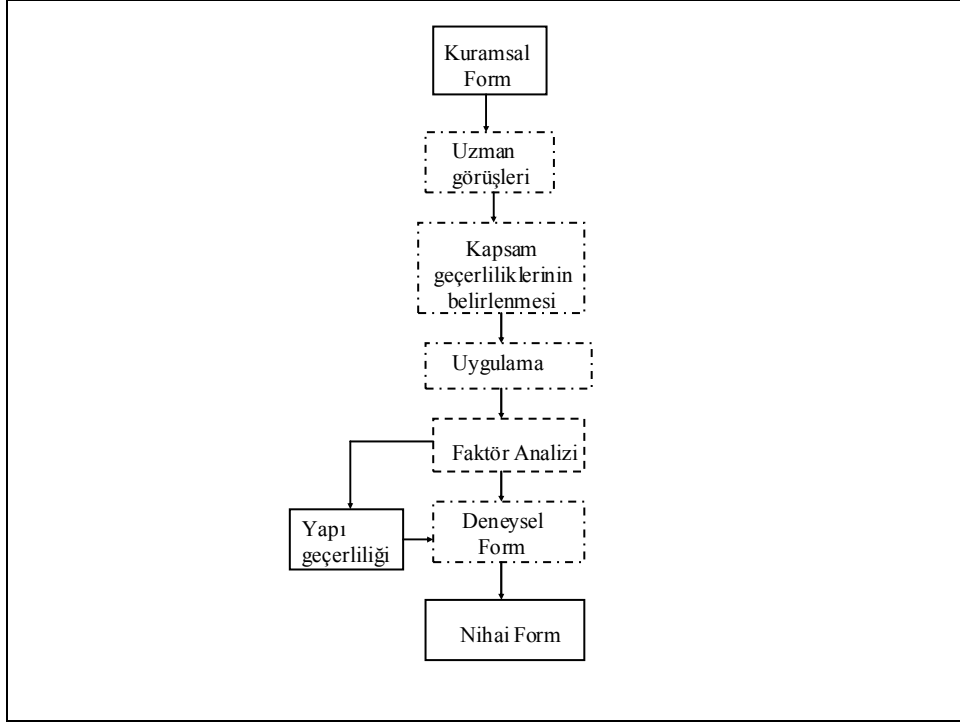 Kuramsal
Form
Uzman
görüşleri
Kapsam
geçerliliklerinin
belirlenmesi
Uygulama
Faktör Analizi
Yapı
geçerliliği
Deneysel
Form
Nihai Form